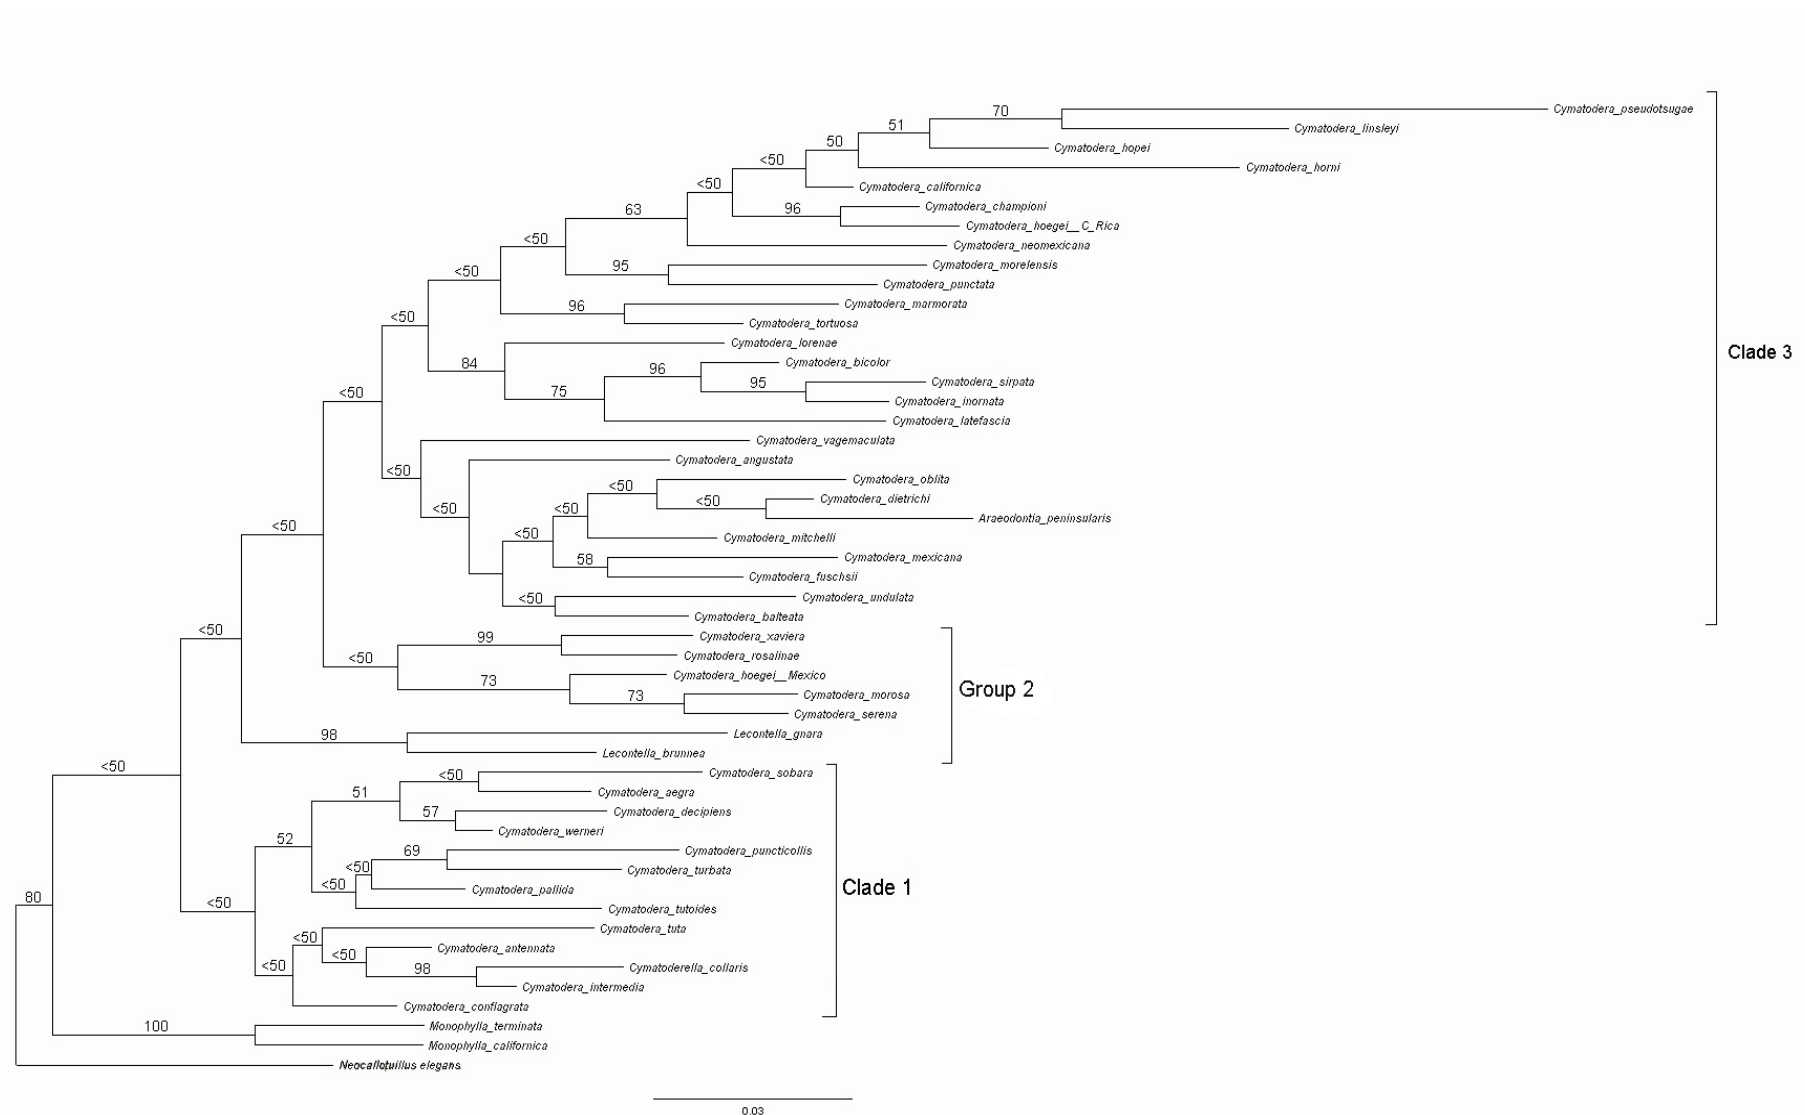 Cymatodera_pseudotsugae
70
Cymatodera_linsleyi
51
Cymatodera_hopei
50
Cymatodera_horni
<50
Cymatodera_californica
<50
Cymatodera_championi
96
Cymatodera_hoegei__C_Rica
63
Cymatodera_neomexicana
<50
Cymatodera_morelensis
95
Cymatodera_punctata
<50
Cymatodera_marmorata
96
Cymatodera_tortuosa
<50
Cymatodera_lorenae
Clade 3
84
Cymatodera_bicolor
96
Cymatodera_sirpata
95
75
Cymatodera_inornata
<50
Cymatodera_latefascia
Cymatodera_vagemaculata
Cymatodera_angustata
<50
Cymatodera_oblita
<50
Cymatodera_dietrichi
<50
<50
<50
Araeodontia_peninsularis
<50
<50
Cymatodera_mitchelli
Cymatodera_mexicana
58
Cymatodera_fuschsii
Cymatodera_undulata
<50
Cymatodera_balteata
<50
Cymatodera_xaviera
99
Cymatodera_rosalinae
<50
Cymatodera_hoegei__Mexico
73
Group 2
Cymatodera_morosa
73
Cymatodera_serena
Lecontella_gnara
98
Lecontella_brunnea
<50
Cymatodera_sobara
<50
Cymatodera_aegra
51
Cymatodera_decipiens
57
Cymatodera_werneri
52
Cymatodera_puncticollis
69
Cymatodera_turbata
<50
Cymatodera_pallida
<50
Clade 1
80
<50
Cymatodera_tutoides
Cymatodera_tuta
<50
Cymatodera_antennata
<50
<50
Cymatoderella_collaris
98
Cymatodera_intermedia
Cymatodera_conflagrata
Monophylla_terminata
100
Monophylla_californica
elegans
0.03